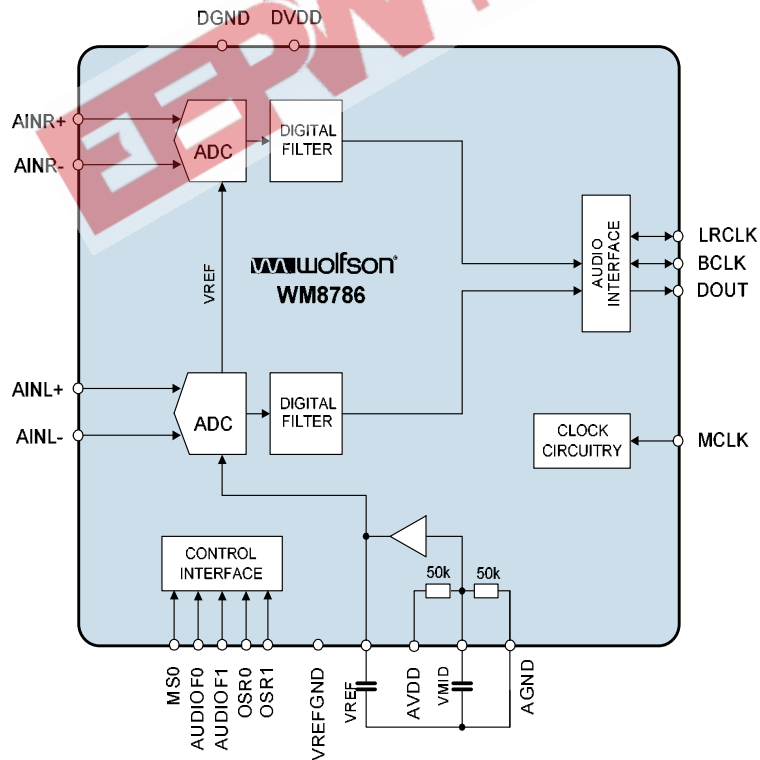 DGND DVDD
EEPW
AINR+
AINR-
ADC
DIGITAL
FILTER
VREF
wolfson®
WM8786
AUDIO
INTERFACE
LRCLK
BCLK
DOUT
AINL+
AINL-
ADC
DIGITAL
FILTER
CLOCK
CIRCUITRY
MCLK
CONTROL
INTERFACE
50k 50k
MS0
AUDIOF0
AUDIOF1
OSR0
OSR1
VREFGND
VREF
AVDD
VMID
AGND